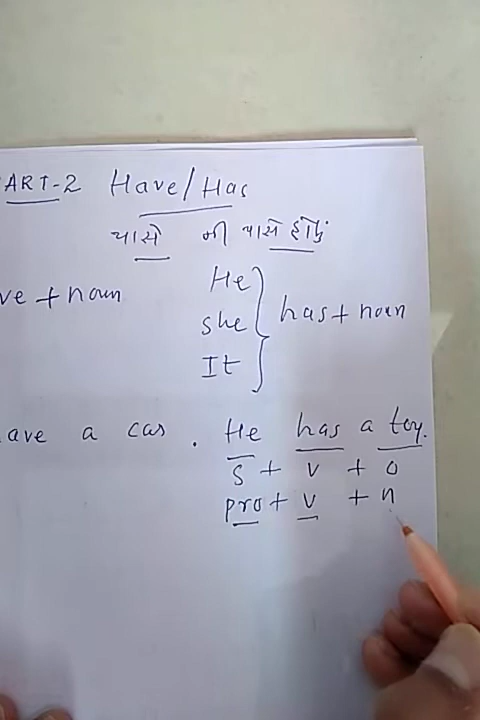 ART-2 Have/Has
પાસે ની પાસે હોવું
ve + noun
He
she
It
has + noun
ave a car . He has a toy.
S + v + o
pro + v + n